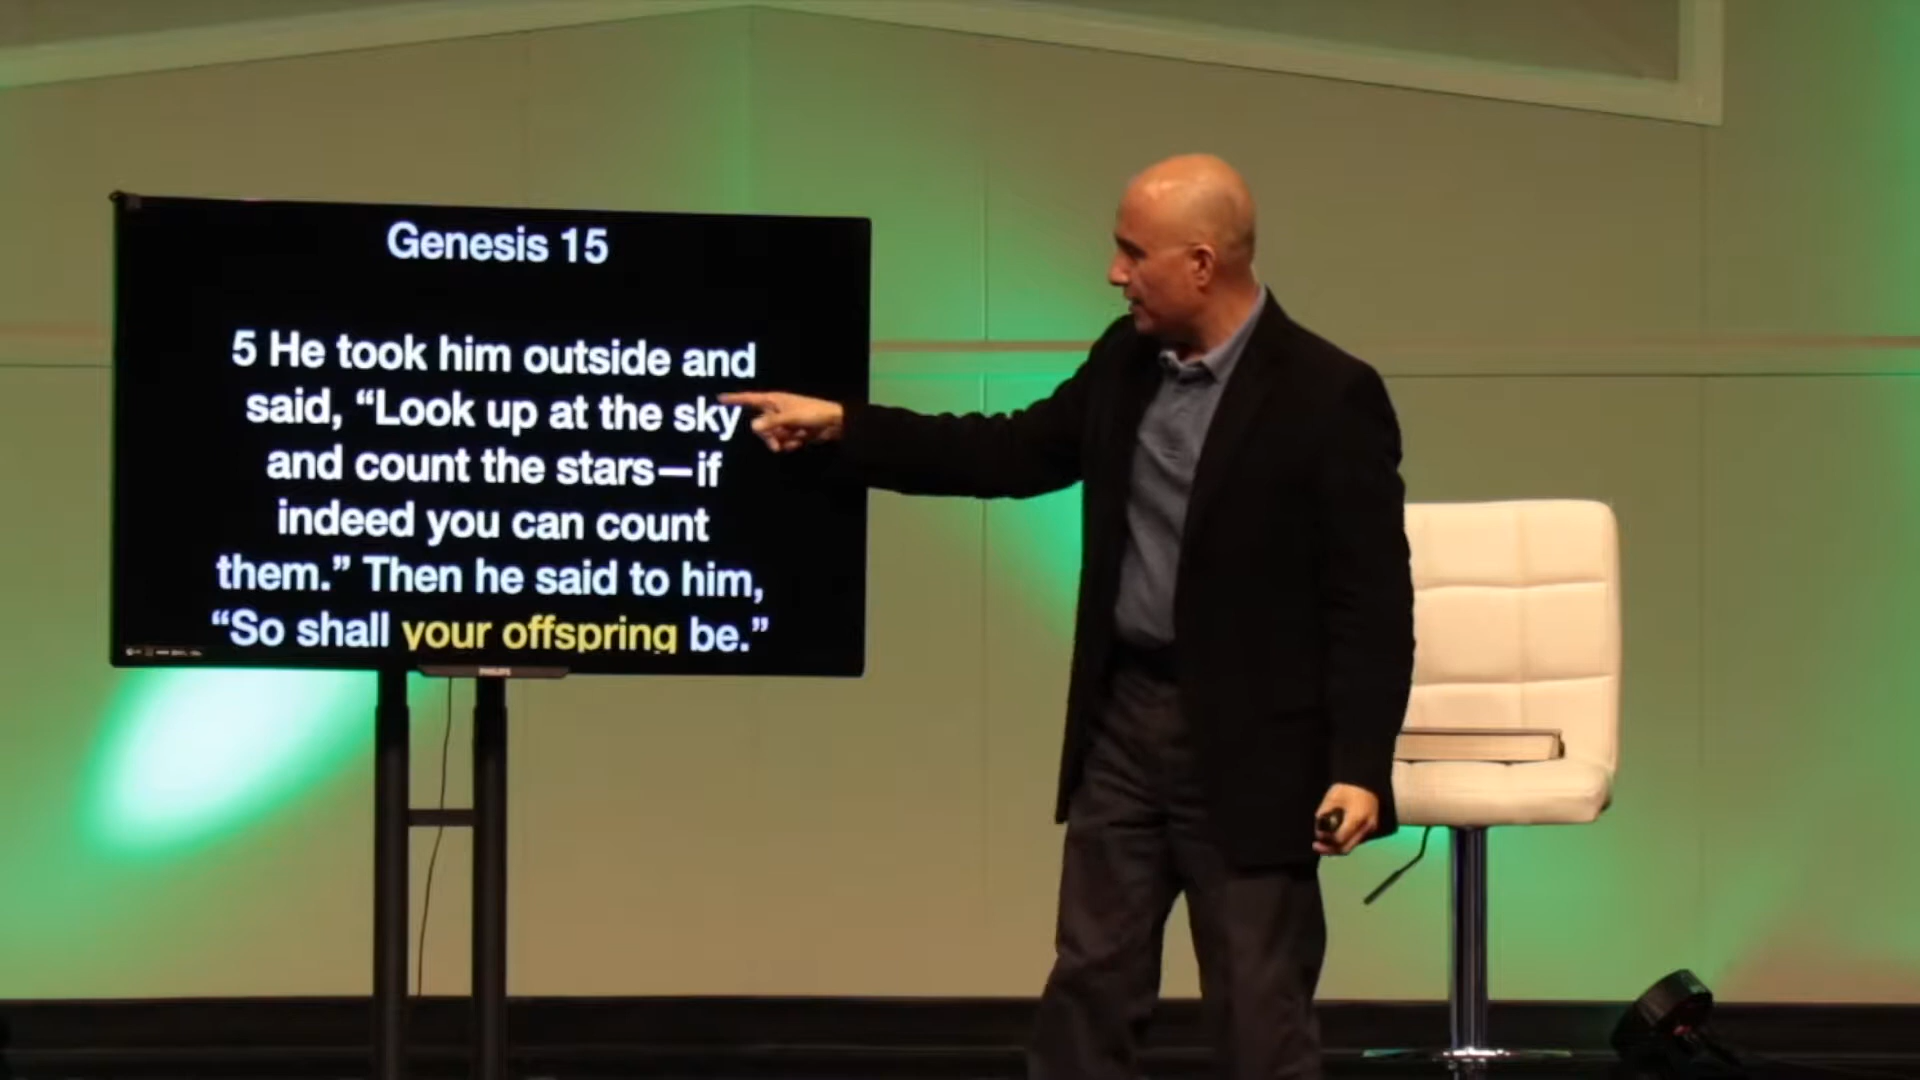 Genesis 15
5 He took him outside and
said, “Look up at the sky
and count the stars—if
indeed you can count
them.” Then he said to him,
“So shall your offspring be.”
PHILIPS